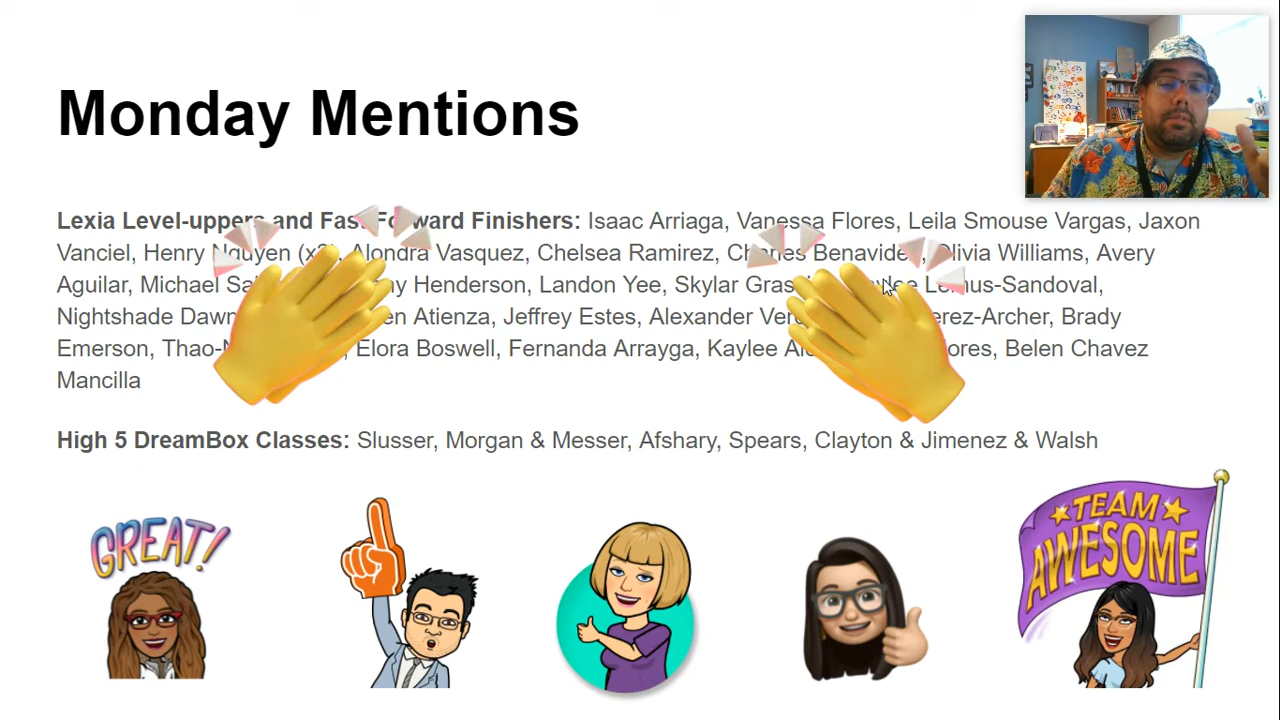 Monday Mentions
Lexia Level-uppers and Fast Forward Finishers: Isaac Arriaga, Vanessa Flores, Leila Smouse Vargas, Jaxon
Vanciel, Henry Nguyen Alondra Vasquez, Chelsea Ramirez, Charles Benavides, Olivia Williams, Avery
Aguilar, Michael Henderson, Landon Yee, Skylar
Nightshade Atienza, Jeffrey Estes, Alexander Brady
Emerson, Elora Boswell, Fernanda Arrayga, Kaylee Belen Chavez
Mancilla
High 5 DreamBox Classes: Slusser, Morgan & Messer, Afshary, Spears, Clayton & Jimenez & Walsh
GREAT!
TEAM
AWESOME